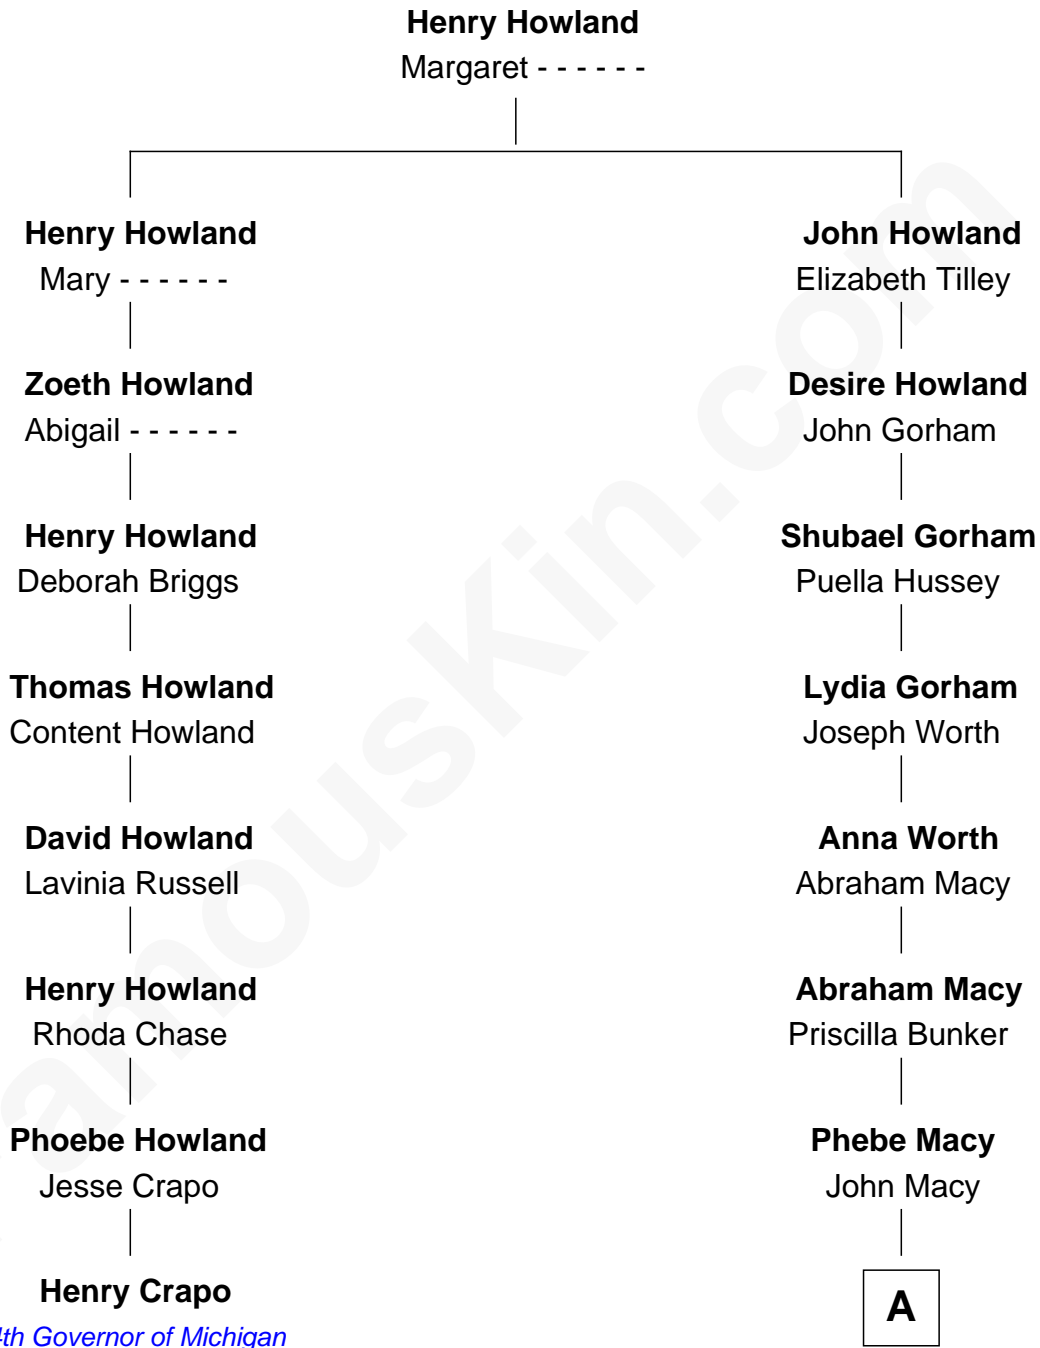 Henry Howland
Margaret - - - - - -
Henry Howland
Mary - - - - - -
John Howland
Elizabeth Tilley
Zoeth Howland
Abigail - - - - - -
Desire Howland
John Gorham
Henry Howland
Deborah Briggs
Shubael Gorham
Puella Hussey
Thomas Howland
Content Howland
Lydia Gorham
Joseph Worth
David Howland
Lavinia Russell
Anna Worth
Abraham Macy
Henry Howland
Rhoda Chase
Abraham Macy
Priscilla Bunker
Phoebe Howland
Jesse Crapo
Phebe Macy
John Macy
Henry Crapo
4th Governor of Michigan
A
amouskin.com